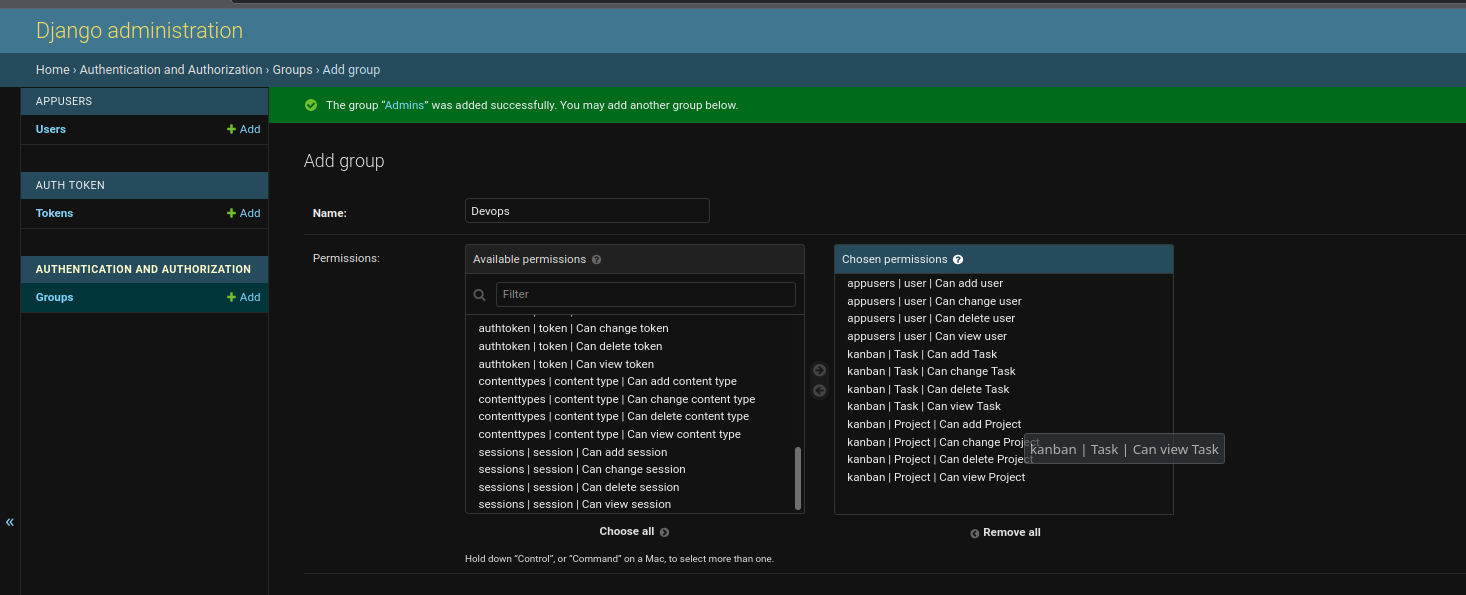 Django administration
Home › Authentication and Authorization › Groups › Add group
APPUSERS
Users + Add
AUTH TOKEN
Tokens + Add
AUTHENTICATION AND AUTHORIZATION
Groups + Add
«
The group “Admins” was added successfully. You may add another group below.
Add group
Name: Devops
Permissions:
Available permissions ?
Filter
authtoken | token | Can change token
authtoken | token | Can delete token
authtoken | token | Can view token
contenttypes | content type | Can add content type
contenttypes | content type | Can change content type
contenttypes | content type | Can delete content type
contenttypes | content type | Can view content type
sessions | session | Can add session
sessions | session | Can change session
sessions | session | Can delete session
sessions | session | Can view session
Choose all
Hold down “Control”, or “Command” on a Mac, to select more than one.
Chosen permissions ?
appusers | user | Can add user
appusers | user | Can change user
appusers | user | Can delete user
appusers | user | Can view user
kanban | Task | Can add Task
kanban | Task | Can change Task
kanban | Task | Can delete Task
kanban | Task | Can view Task
kanban | Project | Can add Project
kanban | Project | Can change Project
kanban | Project | Can delete Project
kanban | Project | Can view Project
kanban | Task | Can view Task
Remove all